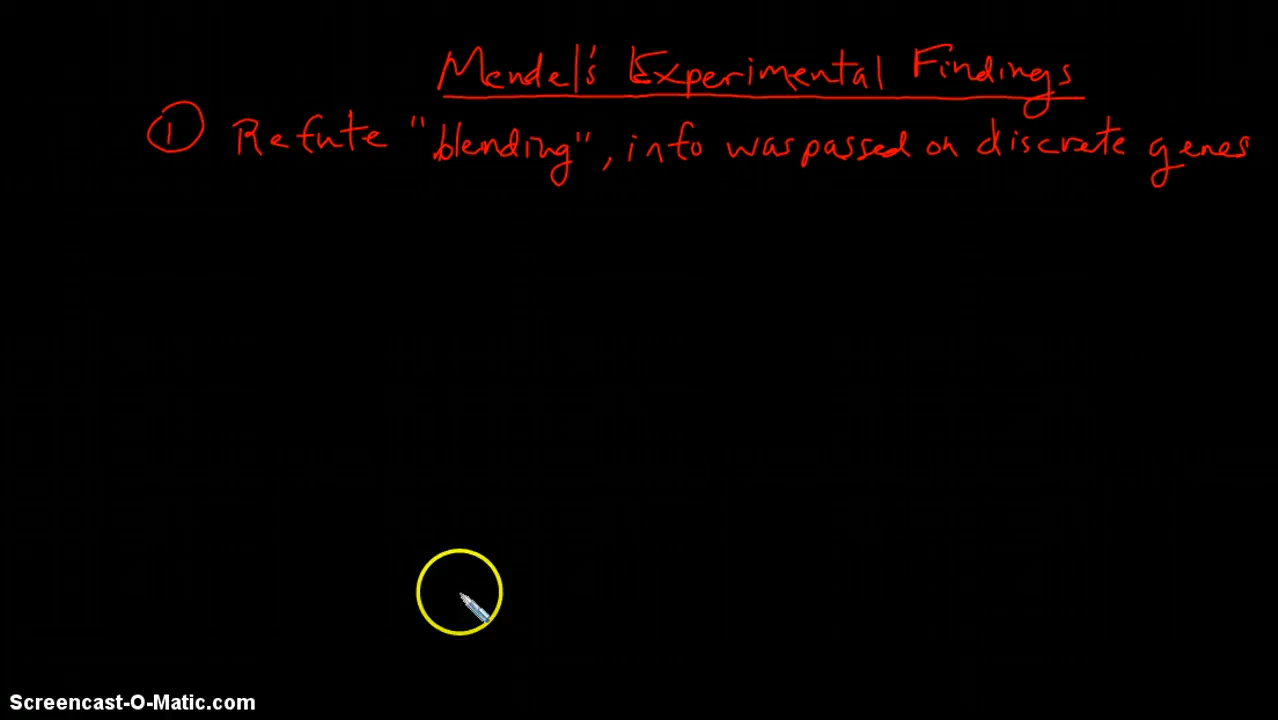 Mendel's Experimental Findings
① Refute "blending", info was passed on discrete genes
Screencast-O-Matic.com